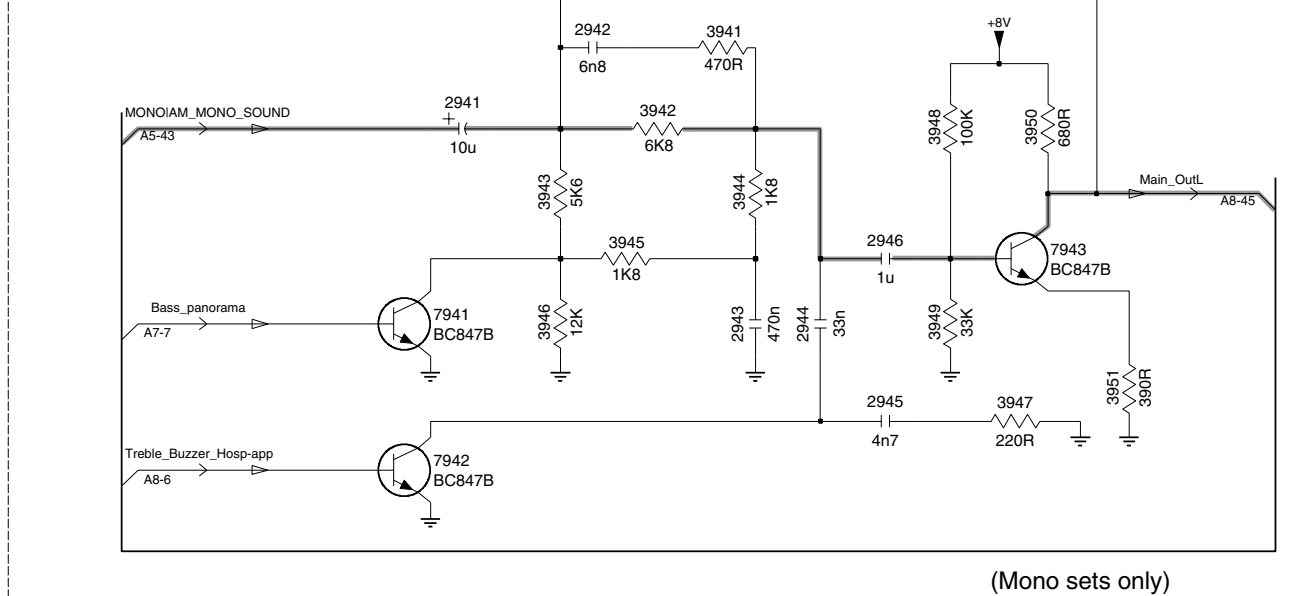 +8V
2942
6n8
3941
470R
MONO|AM_MONO_SOUND
A5-43
2941
+
10u
3942
6K8
3948
100K
3950
680R
3943
5K6
3944
1K8
Main_OutL
A8-45
3945
1K8
2946
1u
7943
BC847B
Bass_panorama
A7-7
7941
BC847B
3946
12K
2943
470n
2944
33n
3949
33K
3951
390R
2945
4n7
3947
220R
Treble_Buzzer_Hosp-app
A8-6
7942
BC847B
(Mono sets only)